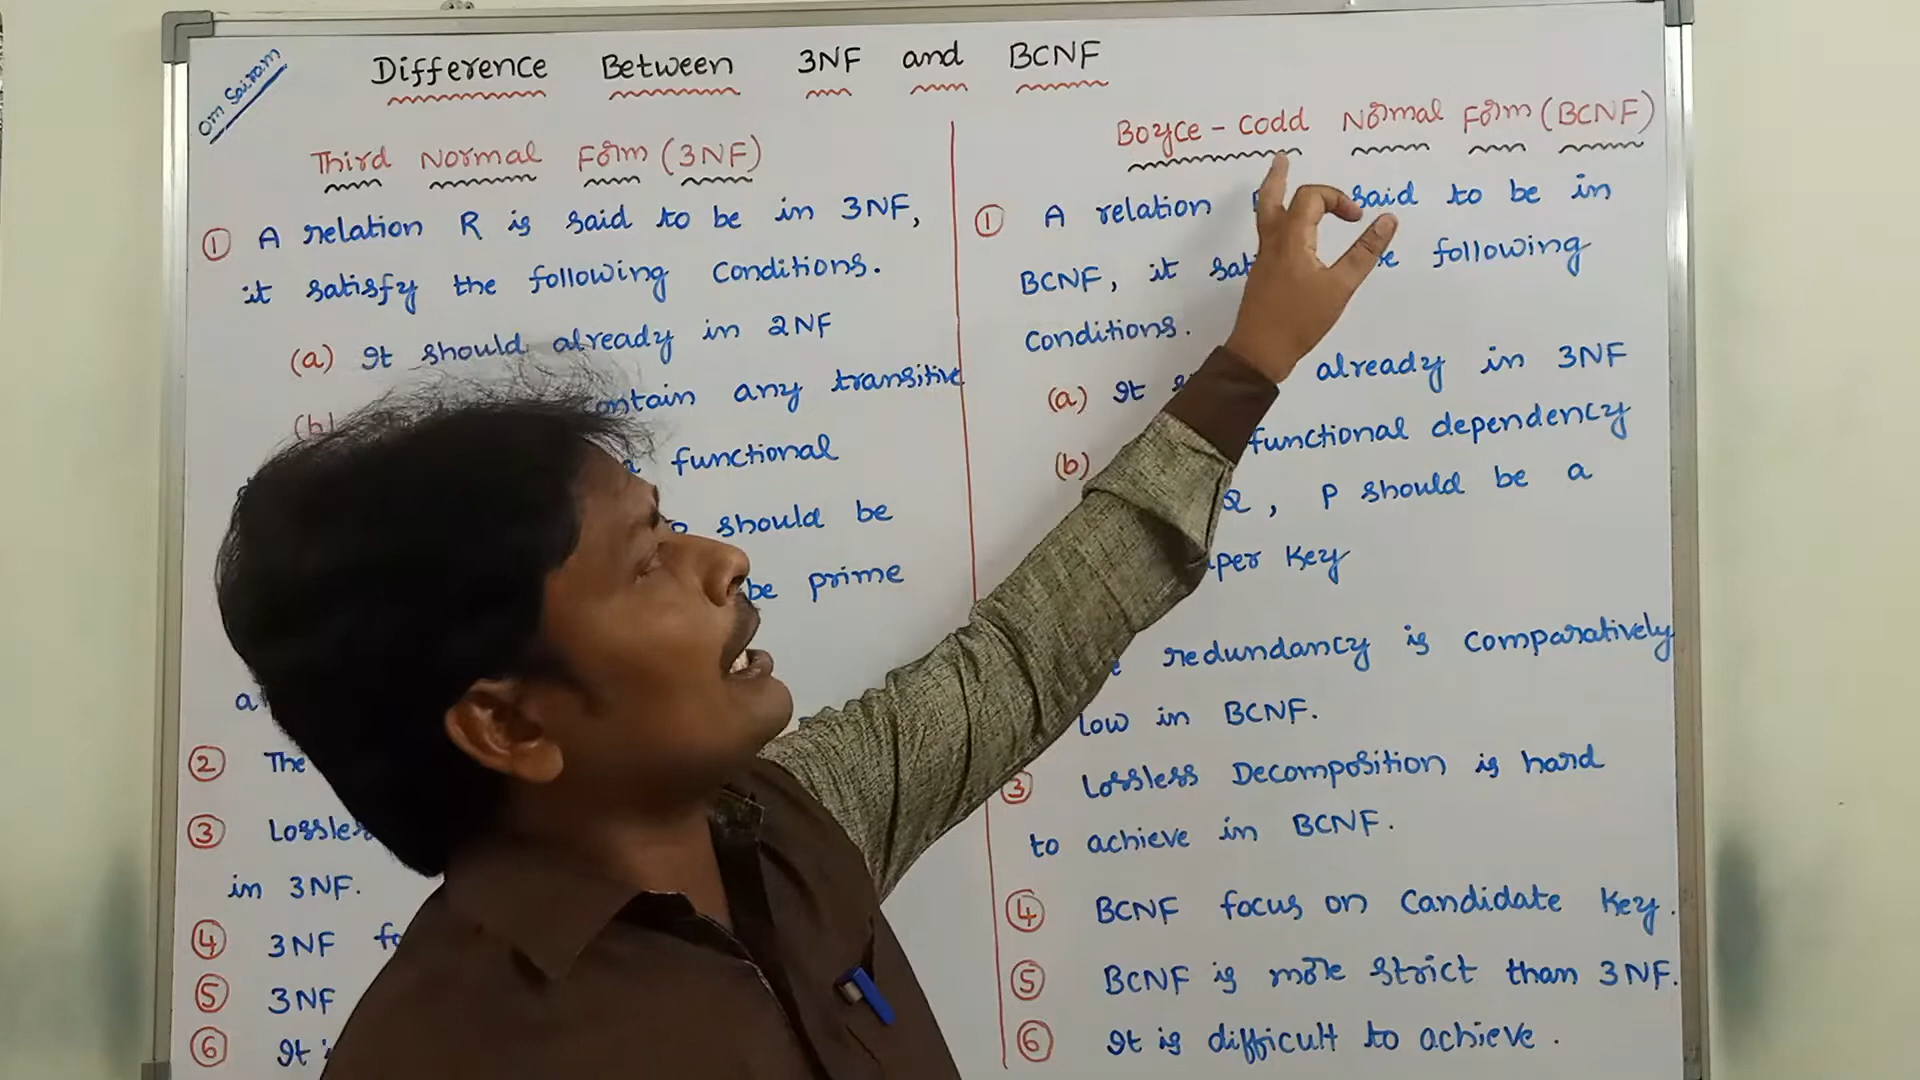 Om Sairam
Difference Between 3NF and BCNF
Third Normal Form (3NF)
① A relation R is said to be in 3NF,
it satisfy the following conditions.
(a) It should already in 2NF
(b) any transitive
functional
should be
be prime
② The
③
in 3NF.
④ 3NF
⑤ 3NF
⑥ It
Boyce - Codd Normal Form (BCNF)
① A relation said to be in
BCNF, it following
conditions.
(a) It already in 3NF
(b) functional dependency
Q, P should be a
Key
redundancy is comparatively
low in BCNF.
③ Lossless Decomposition is hard
to achieve in BCNF.
④ BCNF focus on Candidate Key.
⑤ BCNF is more strict than 3NF.
⑥ It is difficult to achieve.